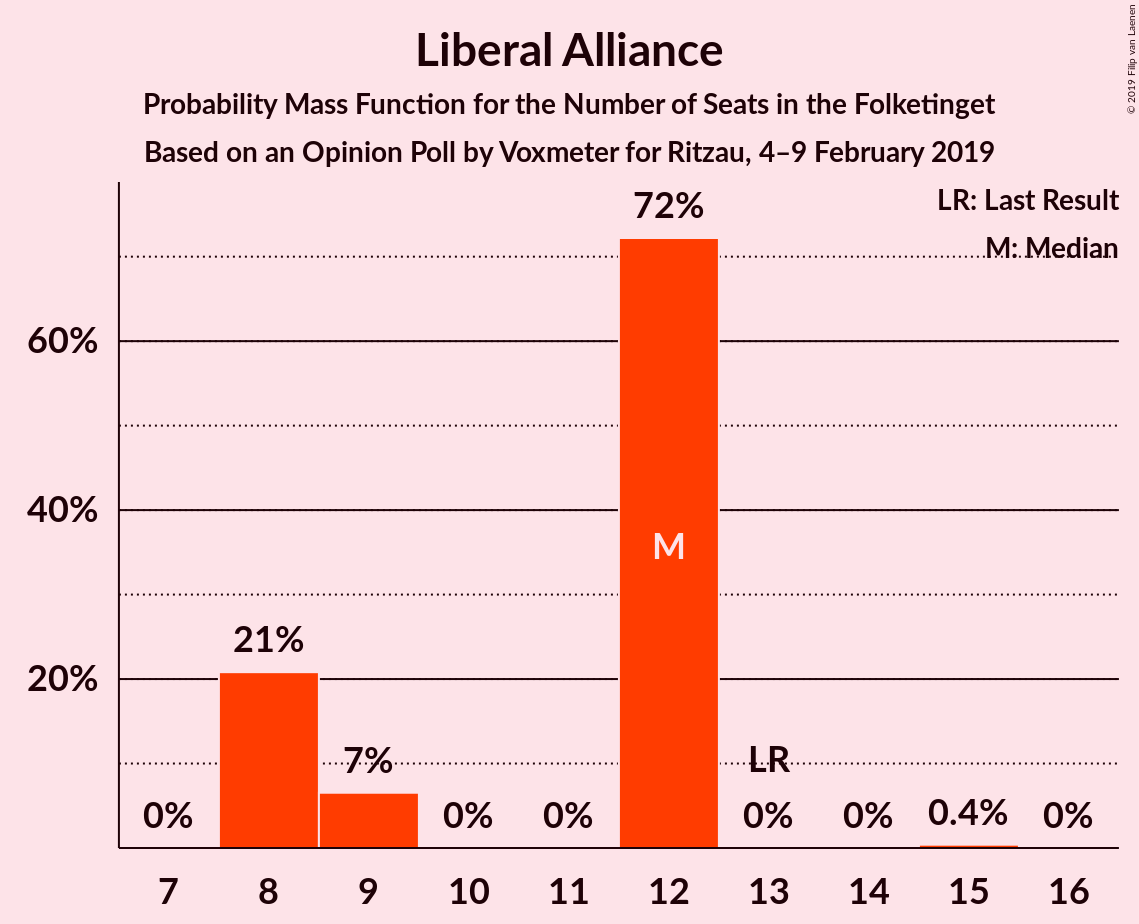 Liberal Alliance
Probability Mass Function for the Number of Seats in the Folketinget
Based on an Opinion Poll by Voxmeter for Ritzau, 4–9 February 2019
© 2019 Filip van Laenen
LR: Last Result
M: Median
72%
60%
40%
M
21%
20%
7%
LR
0%
0%
0%
0%
0%
0.4%
0%
7 8 9 10 11 12 13 14 15 16